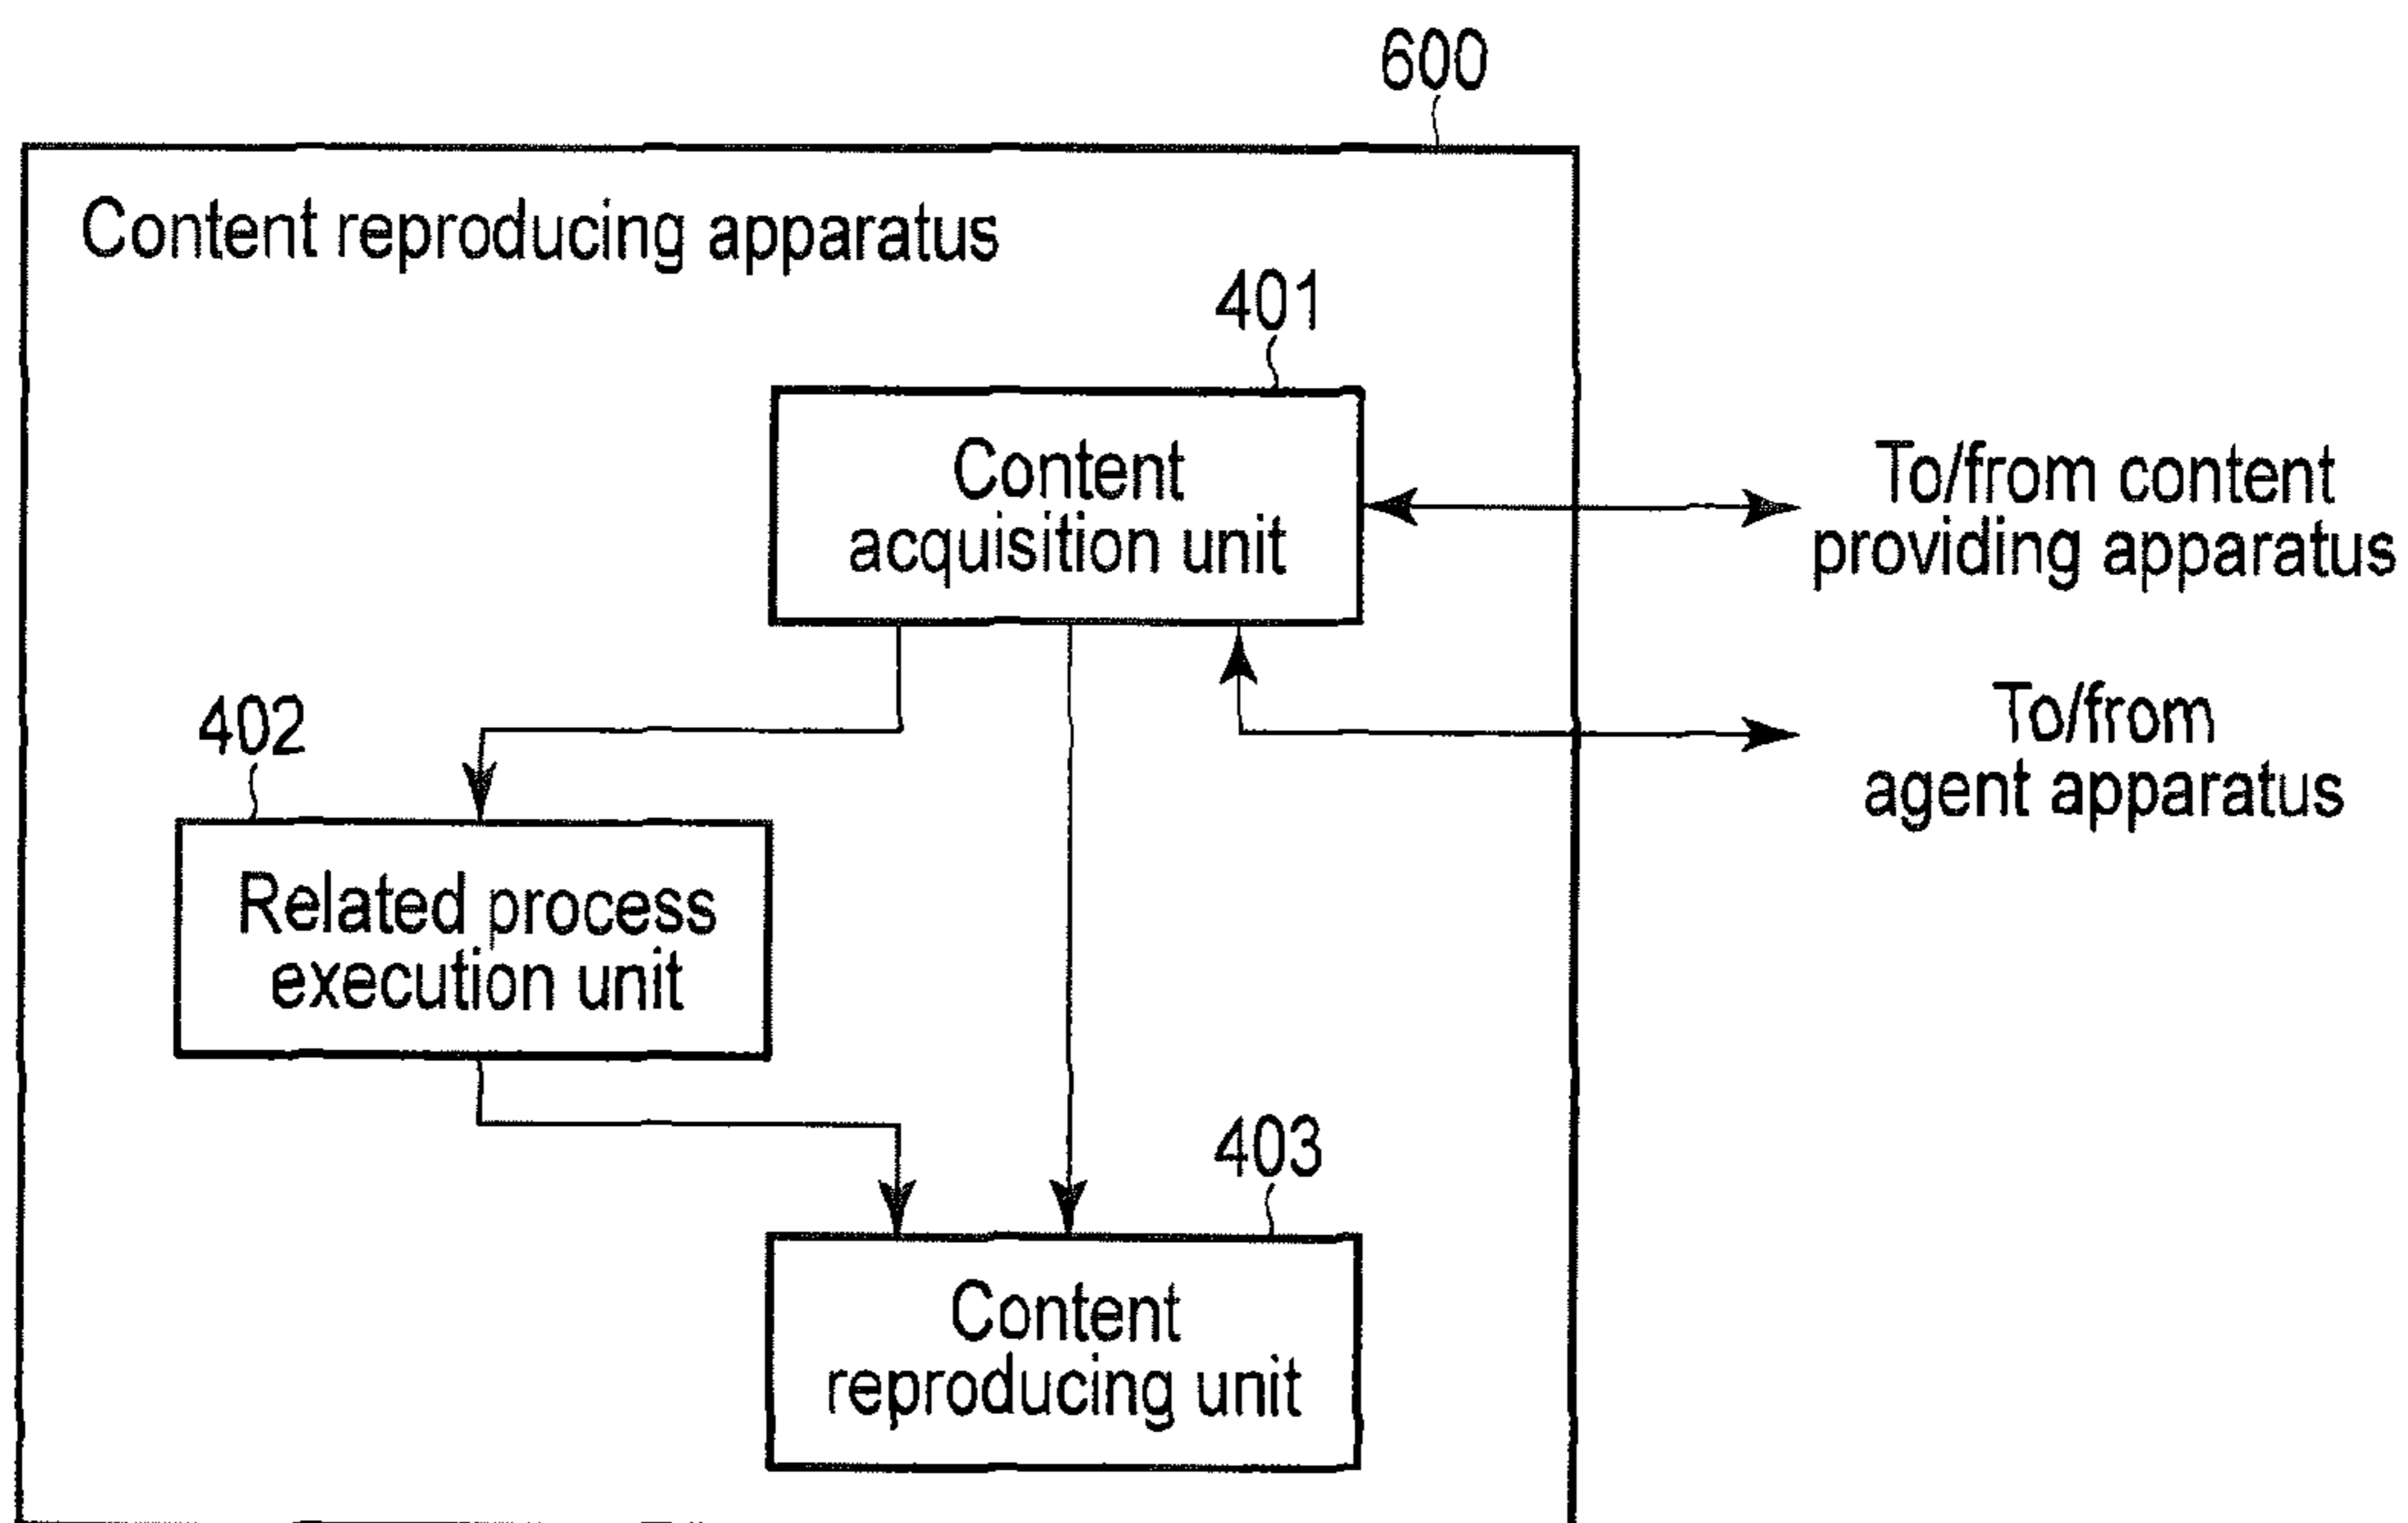 600
Content reproducing apparatus
401
Content
acquisition unit
To/from content
providing apparatus
To/from
agent apparatus
402
Related process
execution unit
403
Content
reproducing unit